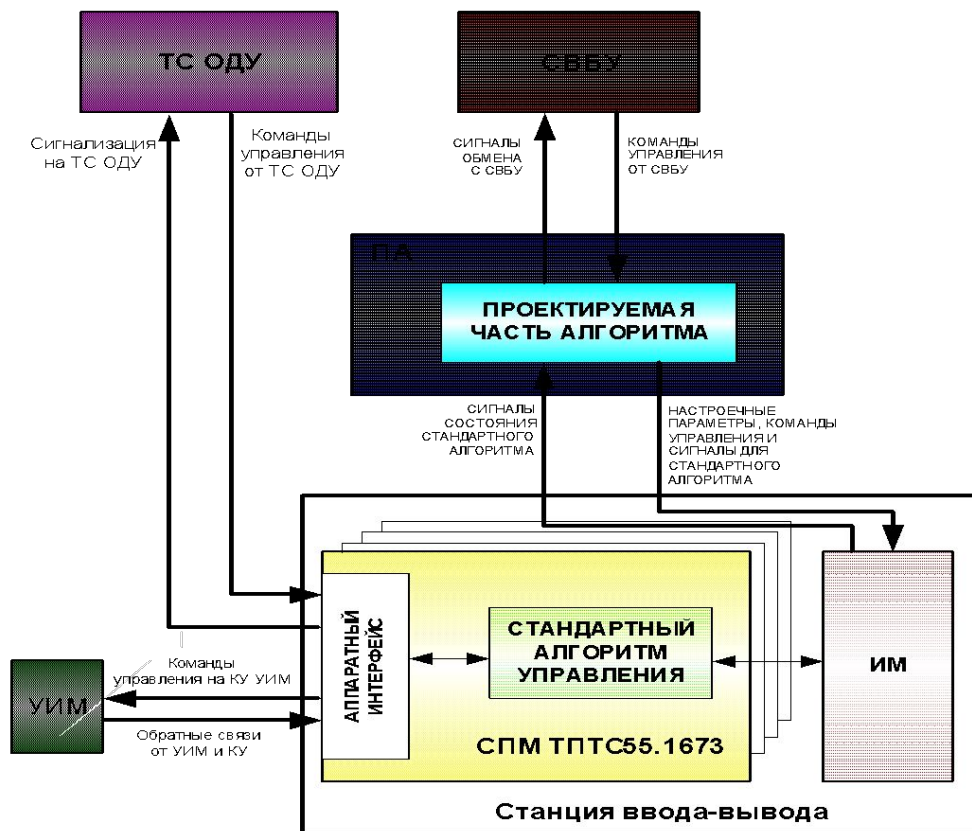 ТС ОДУ
СВБУ
Сигнализация
на ТС ОДУ
Команды
управления
от ТС ОДУ
СИГНАЛЫ
ОБМЕНА
С СВБУ
КОМАНДЫ
УПРАВЛЕНИЯ
ОТ СВБУ
ПА
ПРОЕКТИРУЕМАЯ
ЧАСТЬ АЛГОРИТМА
СИГНАЛЫ
СОСТОЯНИЯ
СТАНДАРТНОГО
АЛГОРИТМА
НАСТРОЕЧНЫЕ
ПАРАМЕТРЫ, КОМАНДЫ
УПРАВЛЕНИЯ И
СИГНАЛЫ ДЛЯ
СТАНДАРТНОГО
АЛГОРИТМА
АППАРАТНЫЙ
ИНТЕРФЕЙС
СТАНДАРТНЫЙ
АЛГОРИТМ
УПРАВЛЕНИЯ
ИМ
УИМ
Команды
управления на КУ УИМ
Обратные связи
от УИМ и КУ
СПМ ТПТС55.1673
Станция ввода-вывода